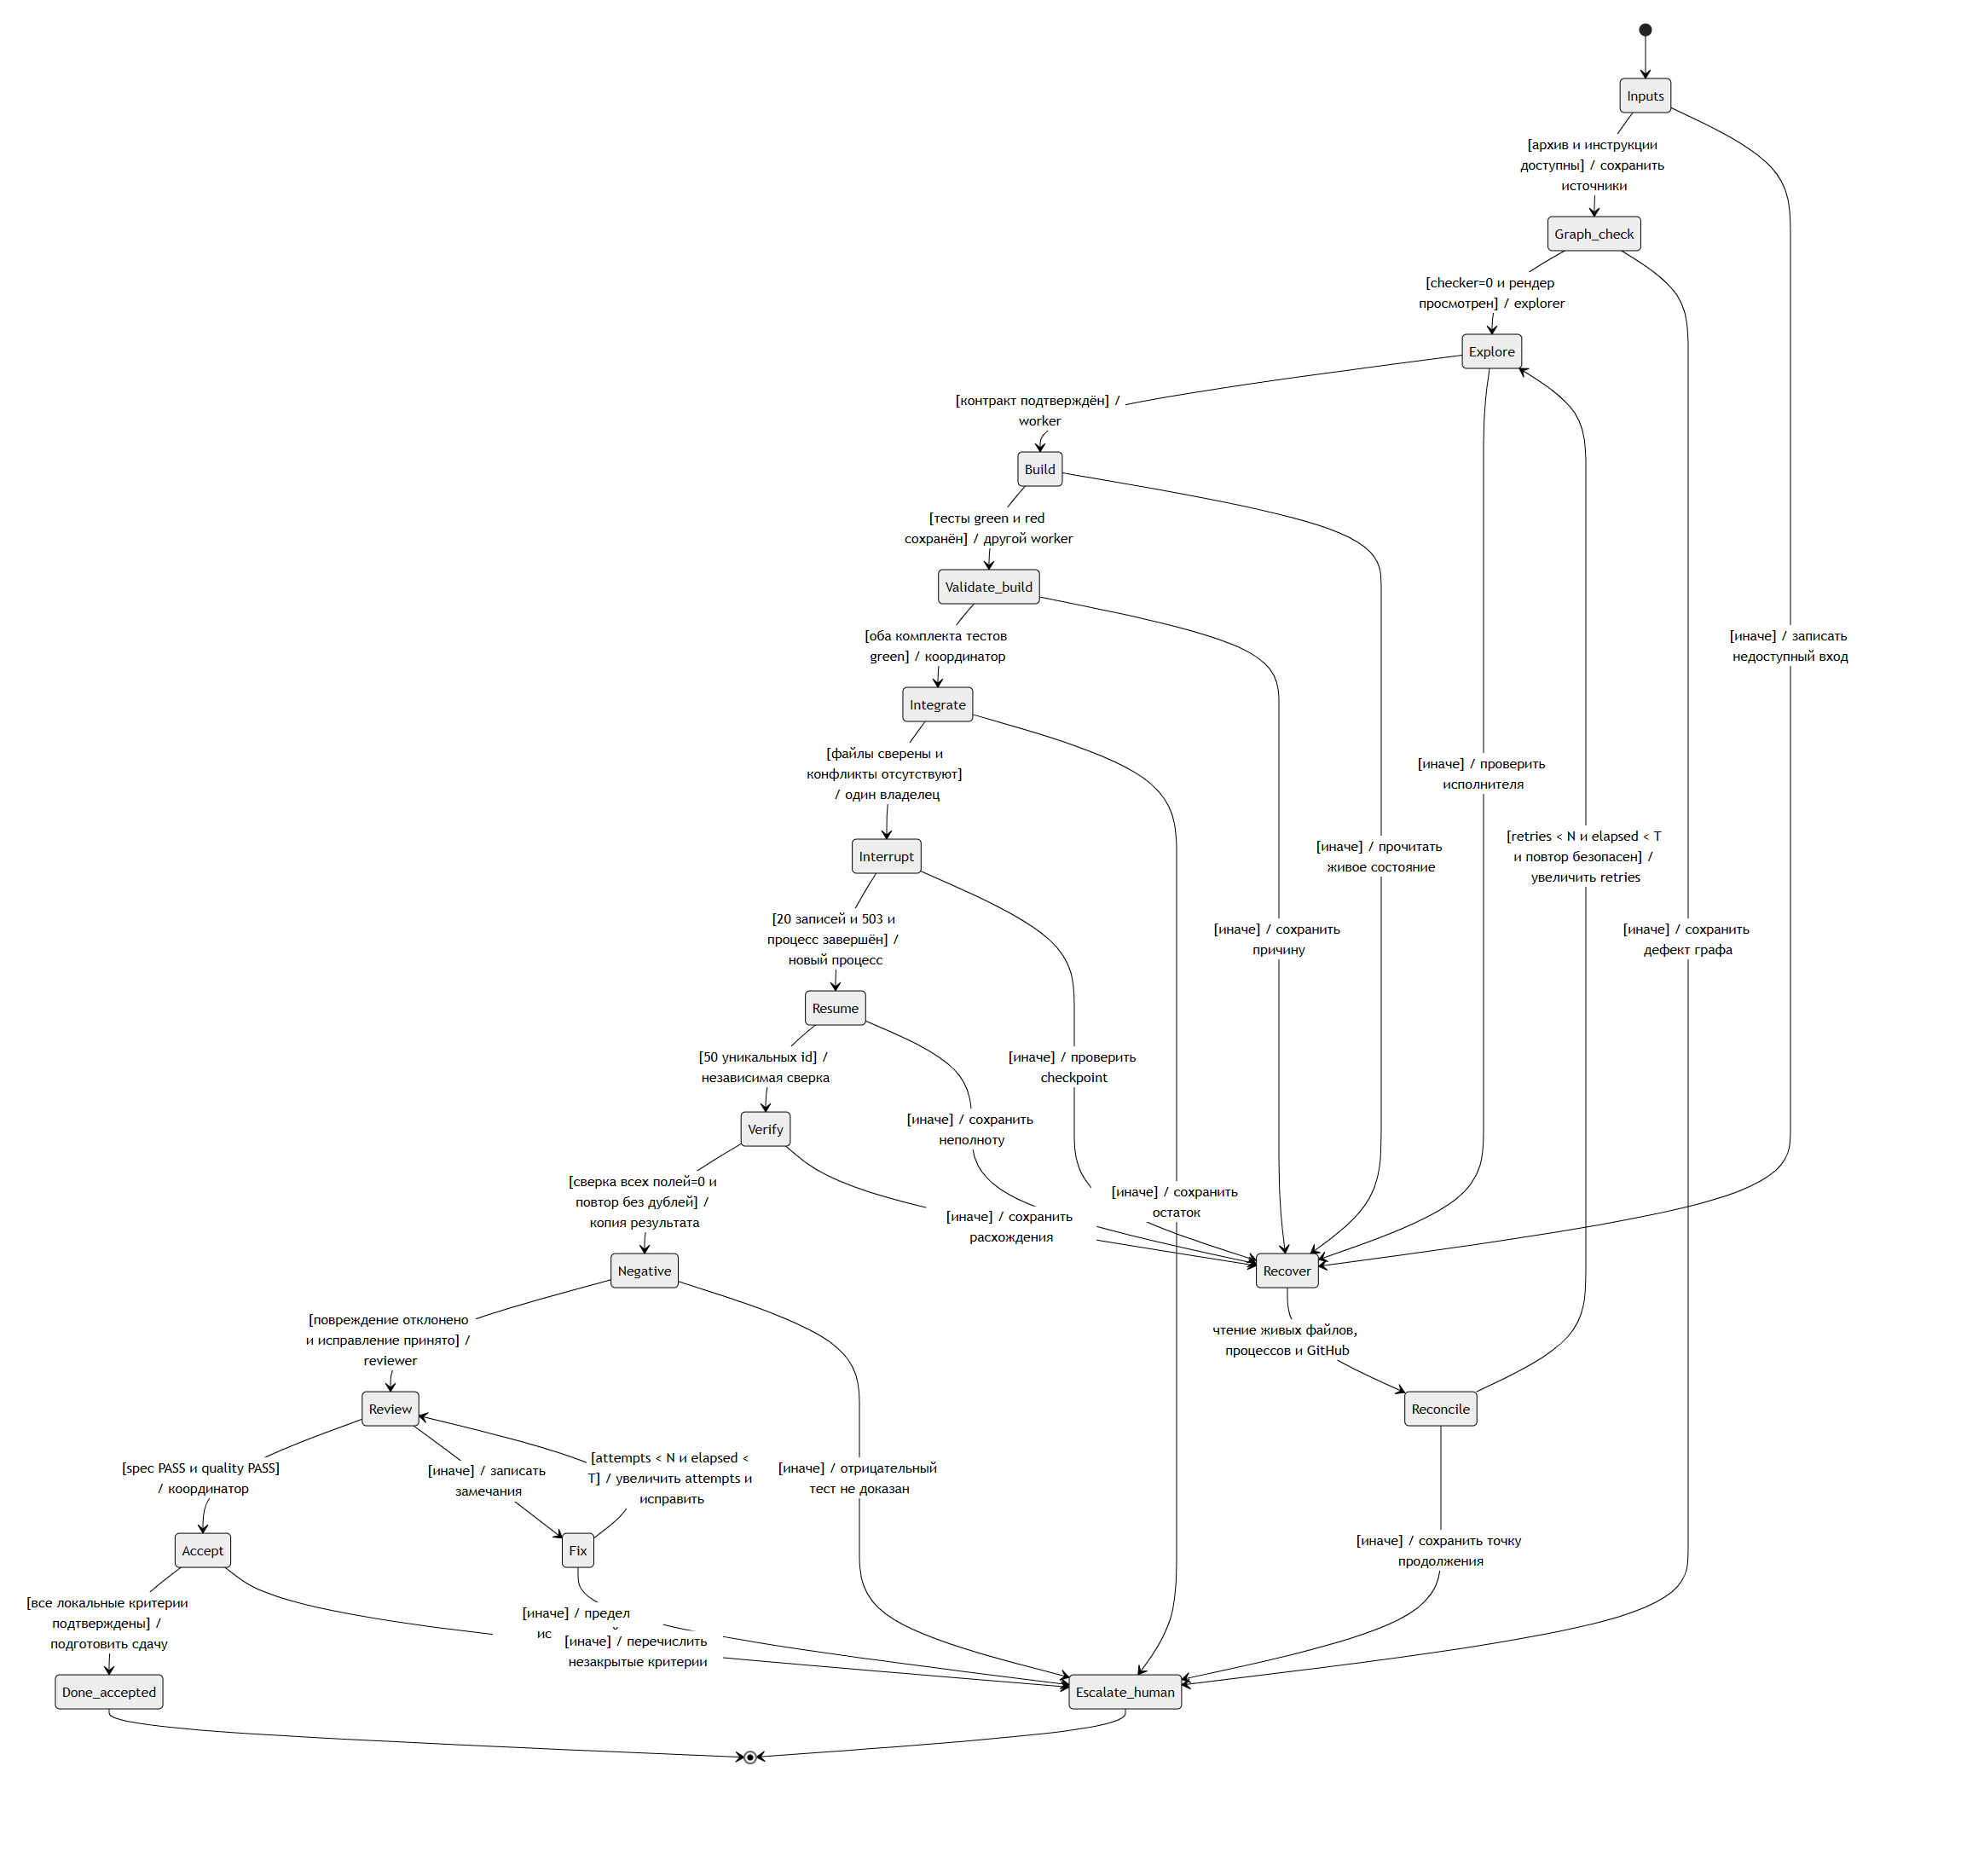 Inputs
[архив и инструкции
доступны] / сохранить
источники
Graph_check
[checker=0 и рендер
просмотрен] / explorer
Explore
[контракт подтверждён] /
worker
Build
[тесты green и red
сохранён] / другой worker
Validate_build
[оба комплекта тестов
green] / координатор
[иначе] / записать
недоступный вход
Integrate
[файлы сверены и
конфликты отсутствуют]
/ один владелец
[иначе] / проверить
исполнителя
[retries < N и elapsed < T
и повтор безопасен] /
увеличить retries
[иначе] / прочитать
живое состояние
Interrupt
[20 записей и 503 и
процесс завершён] /
новый процесс
[иначе] / сохранить
причину
[иначе] / сохранить
дефект графа
Resume
[50 уникальных id] /
независимая сверка
[иначе] / проверить
checkpoint
Verify
[иначе] / сохранить
неполноту
[сверка всех полей=0 и
повтор без дублей] /
копия результата
[иначе] / сохранить
расхождения
[иначе] / сохранить
остаток
Negative
Recover
[повреждение отклонено
и исправление принято] /
reviewer
чтение живых файлов,
процессов и GitHub
Review
Reconcile
[spec PASS и quality PASS]
/ координатор
[иначе] / записать
замечания
[attempts < N и elapsed <
T] / увеличить attempts и
исправить
[иначе] / отрицательный
тест не доказан
Accept
Fix
[иначе] / сохранить точку
продолжения
[все локальные критерии
подтверждены] /
подготовить сдачу
[иначе] / предел
[иначе] / перечислить
незакрытые критерии
Done_accepted
Escalate_human